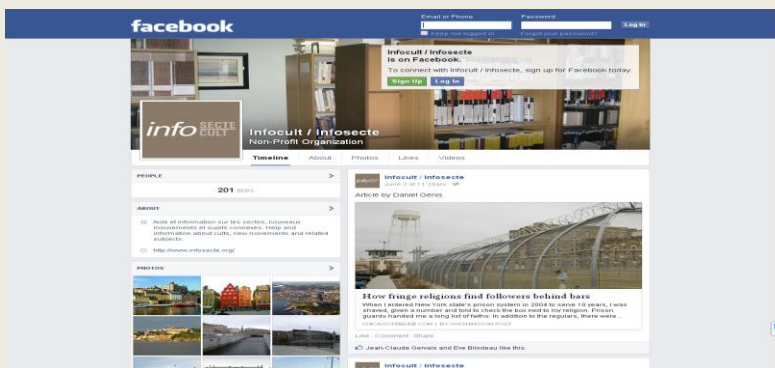 facebook
Email or Phone
Password
Log In
Keep me logged in
Forgot your password?
Infocult / Infosecte
is on Facebook.
To connect with Infocult / Infosecte, sign up for Facebook today.
Sign Up
Log In
info SECTE
CULT
Infocult / Infosecte
Non-Profit Organization
Timeline
About
Photos
Likes
Videos
PEOPLE
201 likes
ABOUT
Aide et information sur les sectes, nouveaux
mouvements et sujets connexes. Help and
information about cults, new movements and related
subjects.
http://www.infosecte.org/
PHOTOS
Infocult / Infosecte
June 2 at 11:
Article by Daniel Genis.
How fringe religions find followers behind bars
When I entered New York state's prison system in 2004 to serve 10 years, I was
shaved, given a number and told to check the box next to my religion. Prison
guards handed me a long list of faiths: In addition to the regulars, there were...
CHICAGOTRIBUNE.COM | BY WASHINGTON POST
Like Comment Share
Jean-Claude Gervais and Eve Bilodeau like this.
Infocult / Infosecte